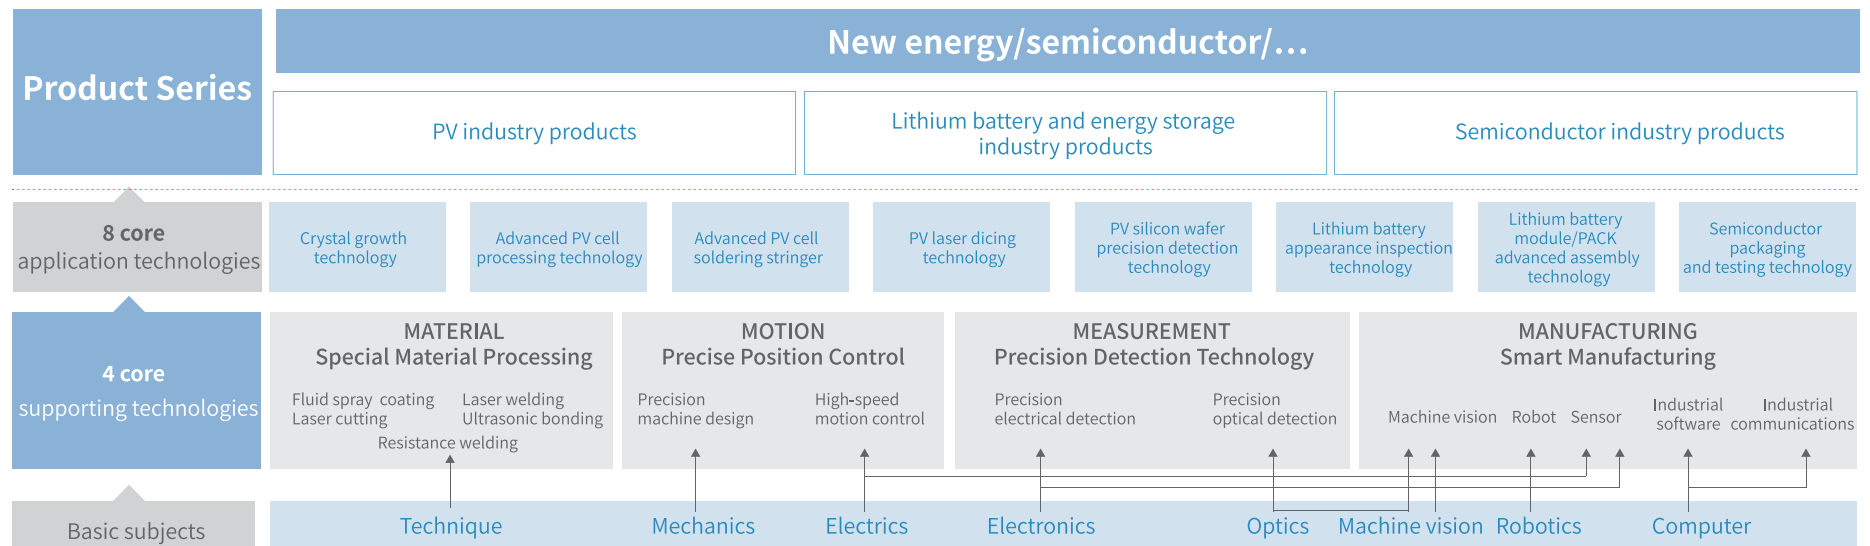 Product Series
New energy/semiconductor/...
PV industry products
Lithium battery and energy storage
industry products
Semiconductor industry products
8 core
application technologies
Crystal growth
technology
Advanced PV cell
processing technology
Advanced PV cell
soldering stringer
PV laser dicing
technology
PV silicon wafer
precision detection
technology
Lithium battery
appearance inspection
technology
Lithium battery
module/PACK
advanced assembly
technology
Semiconductor
packaging
and testing technology
4 core
supporting technologies
MATERIAL
Special Material Processing
Fluid spray coating
Laser cutting
Laser welding
Ultrasonic bonding
Resistance welding
MOTION
Precise Position Control
Precision
machine design
High-speed
motion control
MEASUREMENT
Precision Detection Technology
Precision
electrical detection
Precision
optical detection
MANUFACTURING
Smart Manufacturing
Machine vision
Robot
Sensor
Industrial
software
Industrial
communications
Basic subjects
Technique
Mechanics
Electrics
Electronics
Optics
Machine vision
Robotics
Computer